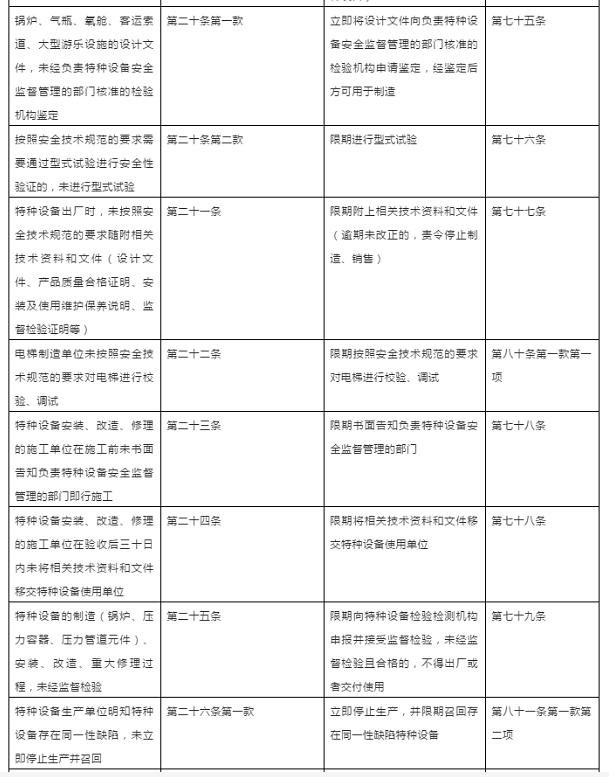 锅炉、气瓶、氧舱、客运索
道、大型游乐设施的设计文
件，未经负责特种设备安全
监督管理的部门核准的检验
机构鉴定
第二十条第一款
立即将设计文件向负责特种设
备安全监督管理的部门核准的
检验机构申请鉴定，经鉴定后
方可用于制造
第七十五条
按照安全技术规范的要求需
要通过型式试验进行安全性
验证的，未进行型式试验
第二十条第二款
限期进行型式试验
第七十六条
特种设备出厂时，未按照安
全技术规范的要求随附相关
技术资料和文件（设计文
件、产品质量合格证明、安
装及使用维护保养说明、监
督检验证明等）
第二十一条
限期附上相关技术资料和文件
（逾期未改正的，责令停止制
造、销售）
第七十七条
电梯制造单位未按照安全技
术规范的要求对电梯进行校
验、调试
第二十二条
限期按照安全技术规范的要求
对电梯进行校验、调试
第八十条第一款第一
项
特种设备安装、改造、修理
的施工单位在施工前未书面
告知负责特种设备安全监督
管理的部门即行施工
第二十三条
限期书面告知负责特种设备安
全监督管理的部门
第七十八条
特种设备安装、改造、修理
的施工单位在验收后三十日
内未将相关技术资料和文件
移交特种设备使用单位
第二十四条
限期将相关技术资料和文件移
交特种设备使用单位
第七十八条
特种设备的制造（锅炉、压
力容器、压力管道元件）、
安装、改造、重大修理过
程，未经监督检验
第二十五条
限期向特种设备检验检测机构
申报并接受监督检验，未经监
督检验且合格的，不得出厂或
者交付使用
第七十九条
特种设备生产单位明知特种
设备存在同一性缺陷，未立
即停止生产并召回
第二十六条第一款
立即停止生产，并限期召回存
在同一性缺陷特种设备
第八十一条第一款第
二项